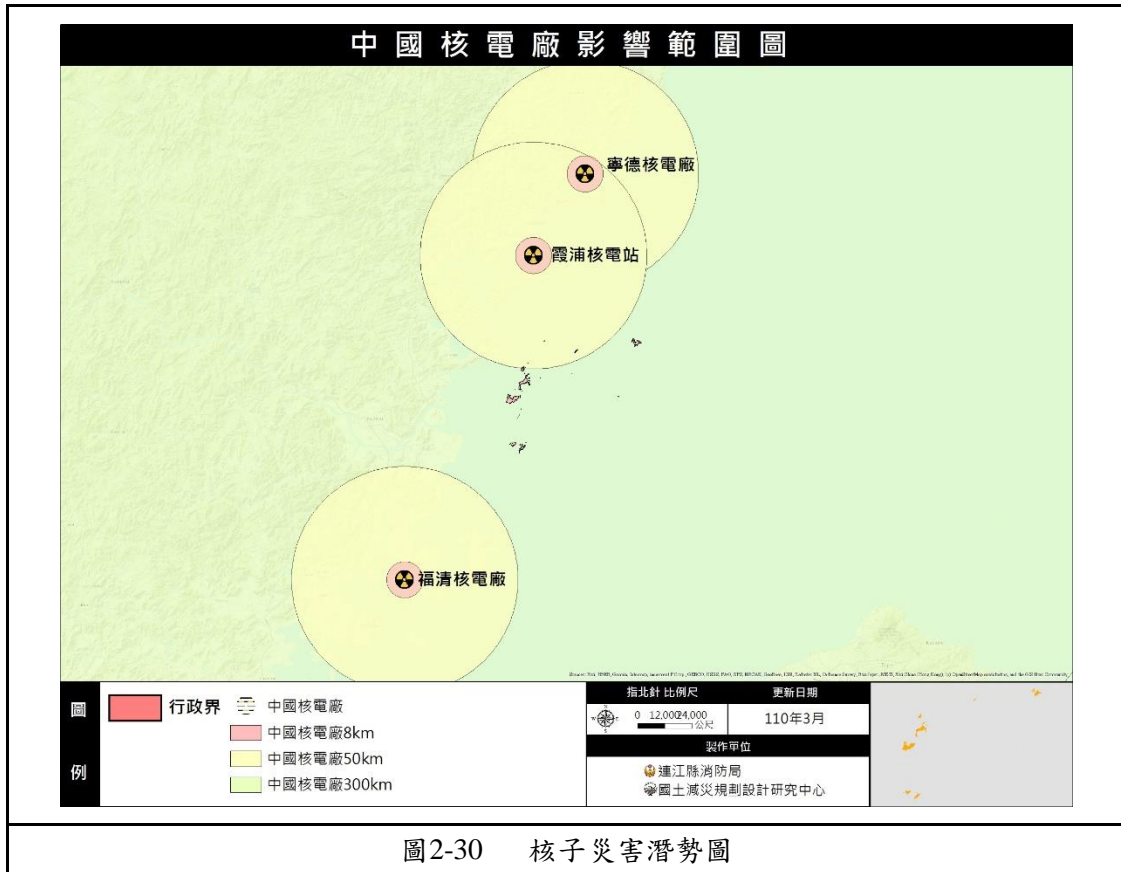 中國核電廠影響範圍圖
寧德核電廠
霞浦核電站
福清核電廠
圖例
行政界
中國核電廠
中國核電廠8km
中國核電廠50km
中國核電廠300km
指北針 比例尺
0 12,00024,000
公尺
更新日期
110年3月
製作單位
連江縣消防局
國土減災規劃設計研究中心
圖2-30 核子災害潛勢圖